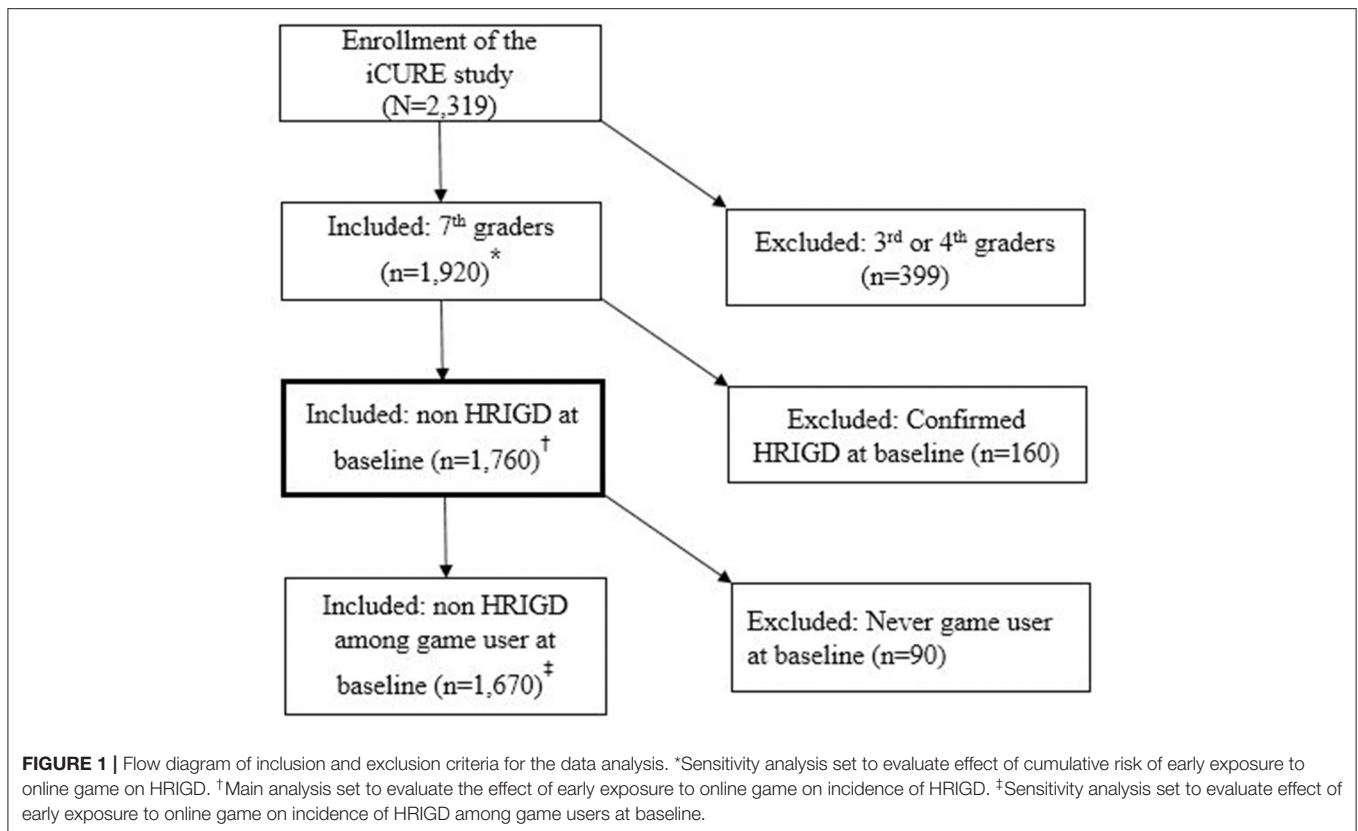 Enrollment of the
iCURE study
(N=2,319)
Included: 7th graders
(n=1,920)*
Excluded: 3rd or 4th graders
(n=399)
Included: non HRIGD at
baseline (n=1,760)†
Excluded: Confirmed
HRIGD at baseline (n=160)
Included: non HRIGD
among game user at
baseline (n=1,670)‡
Excluded: Never game user
at baseline (n=90)
FIGURE 1 | Flow diagram of inclusion and exclusion criteria for the data analysis. *Sensitivity analysis set to evaluate effect of cumulative risk of early exposure to
online game on HRIGD. †Main analysis set to evaluate the effect of early exposure to online game on incidence of HRIGD. ‡Sensitivity analysis set to evaluate effect of
early exposure to online game on incidence of HRIGD among game users at baseline.